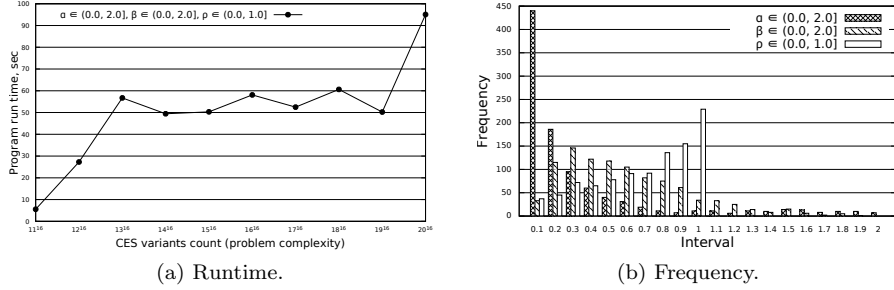 α ∈ (0.0, 2.0], β ∈ (0.0, 2.0], ρ ∈ (0.0, 1.0]
Program run time, sec
100
90
80
70
60
50
40
30
20
10
0
11¹⁶ 12¹⁶ 13¹⁶ 14¹⁶ 15¹⁶ 16¹⁶ 17¹⁶ 18¹⁶ 19¹⁶ 20¹⁶
CES variants count (problem complexity)
(a) Runtime.
α ∈ (0.0, 2.0]
β ∈ (0.0, 2.0]
ρ ∈ (0.0, 1.0]
Frequency
450
400
350
300
250
200
150
100
50
0
0.1 0.2 0.3 0.4 0.5 0.6 0.7 0.8 0.9 1 1.1 1.2 1.3 1.4 1.5 1.6 1.7 1.8 1.9 2
Interval
(b) Frequency.